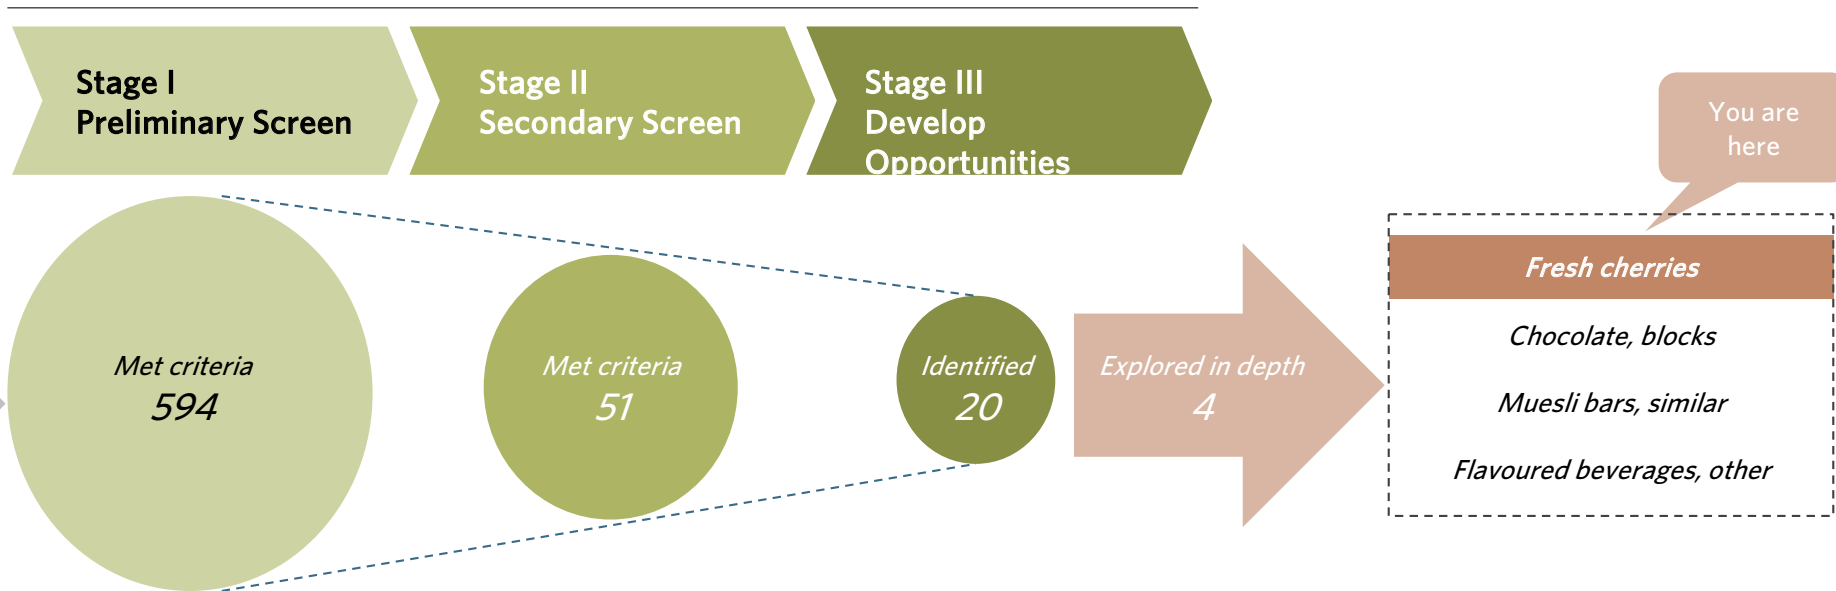 Stage I
Preliminary Screen
Stage II
Secondary Screen
Stage III
Develop
Opportunities
You are
here
Met criteria
594
Met criteria
51
Identified
20
Explored in depth
4
Fresh cherries
Chocolate, blocks
Muesli bars, similar
Flavoured beverages, other